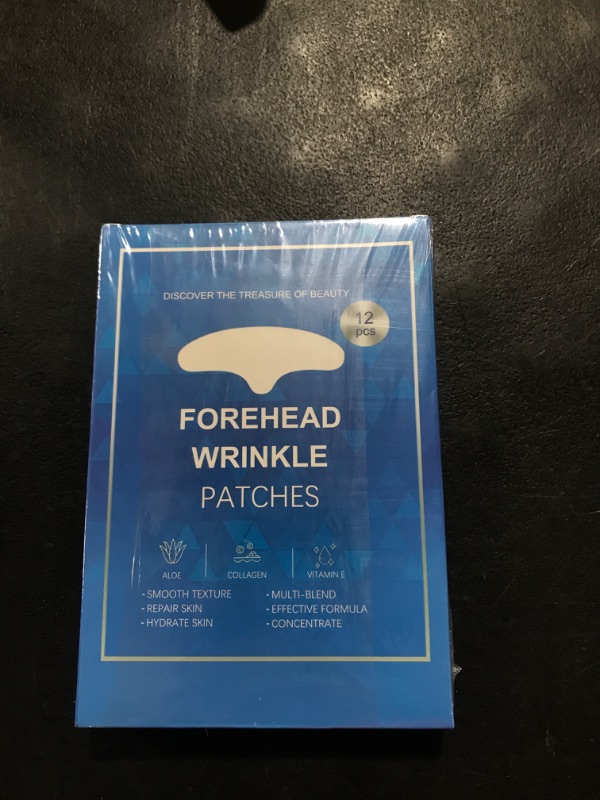 DISCOVER THE TREASURE OF BEAUTY
12
pcs
FOREHEAD
WRINKLE
PATCHES
ALOE
COLLAGEN
VITAMIN E
- SMOOTH TEXTURE
- REPAIR SKIN
- HYDRATE SKIN
- MULTI-BLEND
- EFFECTIVE FORMULA
- CONCENTRATE